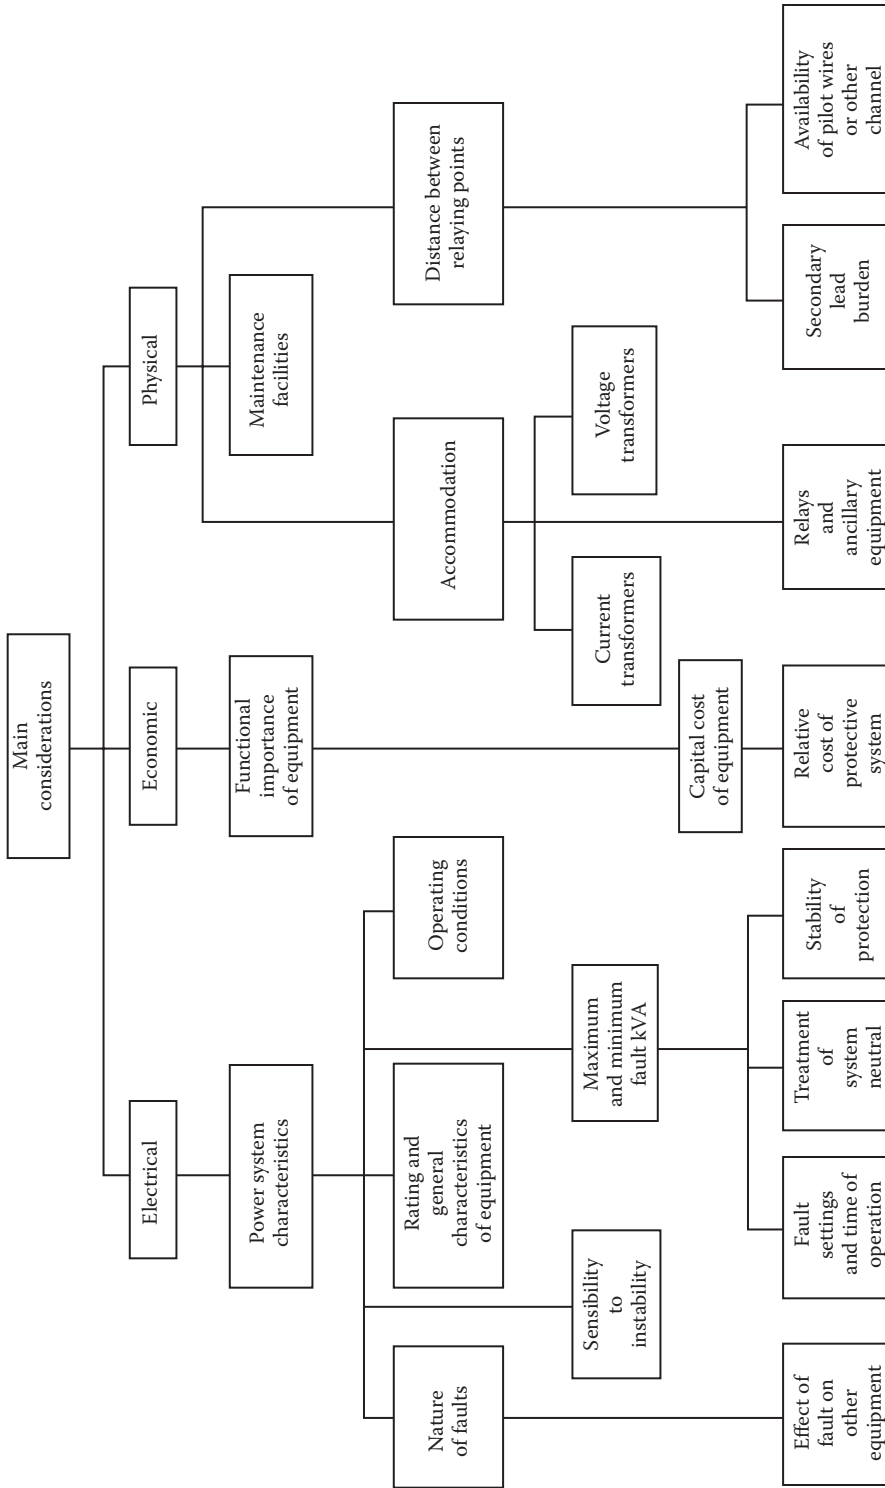 Main
considerations
Electrical
Economic
Physical
Power system
characteristics
Functional
importance
of equipment
Maintenance
facilities
Nature
of faults
Rating and
general
characteristics
of equipment
Operating
conditions
Accommodation
Distance between
relaying points
Sensibility
to
instability
Maximum
and minimum
fault kVA
Current
transformers
Voltage
transformers
Capital cost
of equipment
Effect of
fault on
other
equipment
Fault
settings
and time of
operation
Treatment
of
system
neutral
Stability
of
protection
Relative
cost of
protective
system
Relays
and
ancillary
equipment
Secondary
lead
burden
Availability
of pilot wires
or other
channel